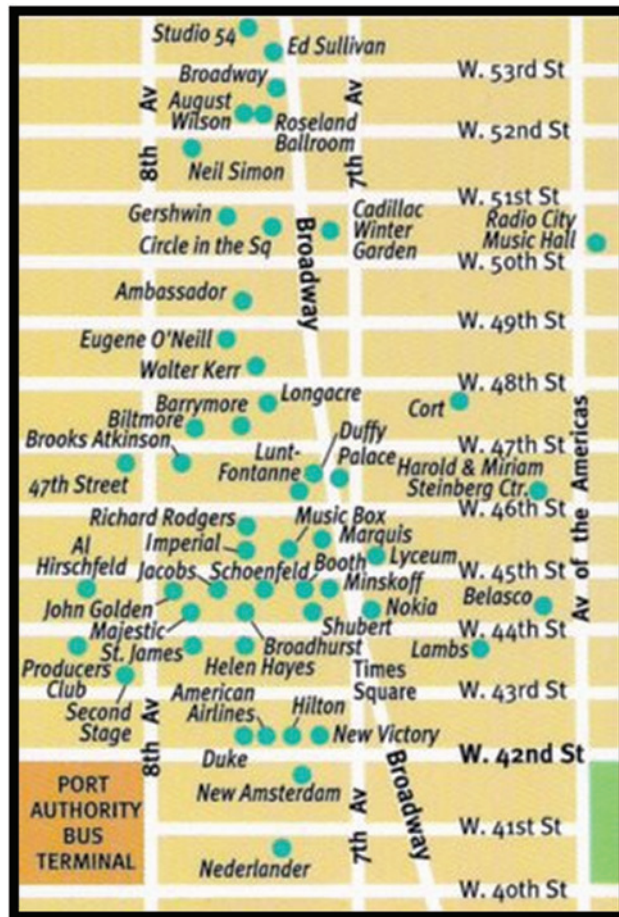 Studio 54
Ed Sullivan
W. 53rd St
Broadway
8th Av
7th Av
August
Wilson
Roseland
Ballroom
W. 52nd St
Neil Simon
W. 51st St
Gershwin
Circle in the Sq
Broadway
Cadillac
Winter
Garden
Radio City
Music Hall
W. 50th St
Ambassador
W. 49th St
Eugene O'Neill
Walter Kerr
W. 48th St
Longacre
Barrymore
Cort
Biltmore
Brooks Atkinson
Duffy
W. 47th St
Lunt-
Fontanne
Palace
47th Street
Harold & Miriam
Steinberg Ctr.
Av of the Americas
W. 46th St
Richard Rodgers
Music Box
Imperial
Marquis
Al
Hirschfeld
Lyceum
Jacobs
Schoenfeld
Booth
W. 45th St
Minskoff
John Golden
Nokia
Belasco
Majestic
Shubert
W. 44th St
Broadhurst
St. James
Helen Hayes
Lambs
Producers
Club
Times
Square
Second
Stage
W. 43rd St
American
Airlines
Hilton
8th Av
New Victory
Duke
W. 42nd St
Broadway
PORT
AUTHORITY
BUS
TERMINAL
New Amsterdam
7th Av
W. 41st St
Nederlander
W. 40th St